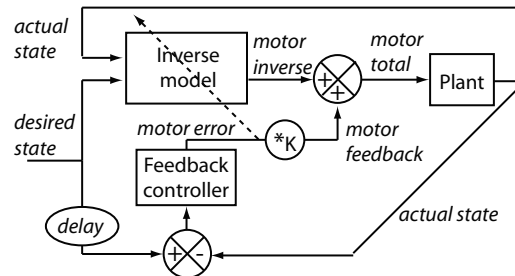 actual
state
Inverse
model
motor
inverse
+
+
motor
total
Plant
desired
state
motor error
*K
motor
feedback
Feedback
controller
delay
+
-
actual state